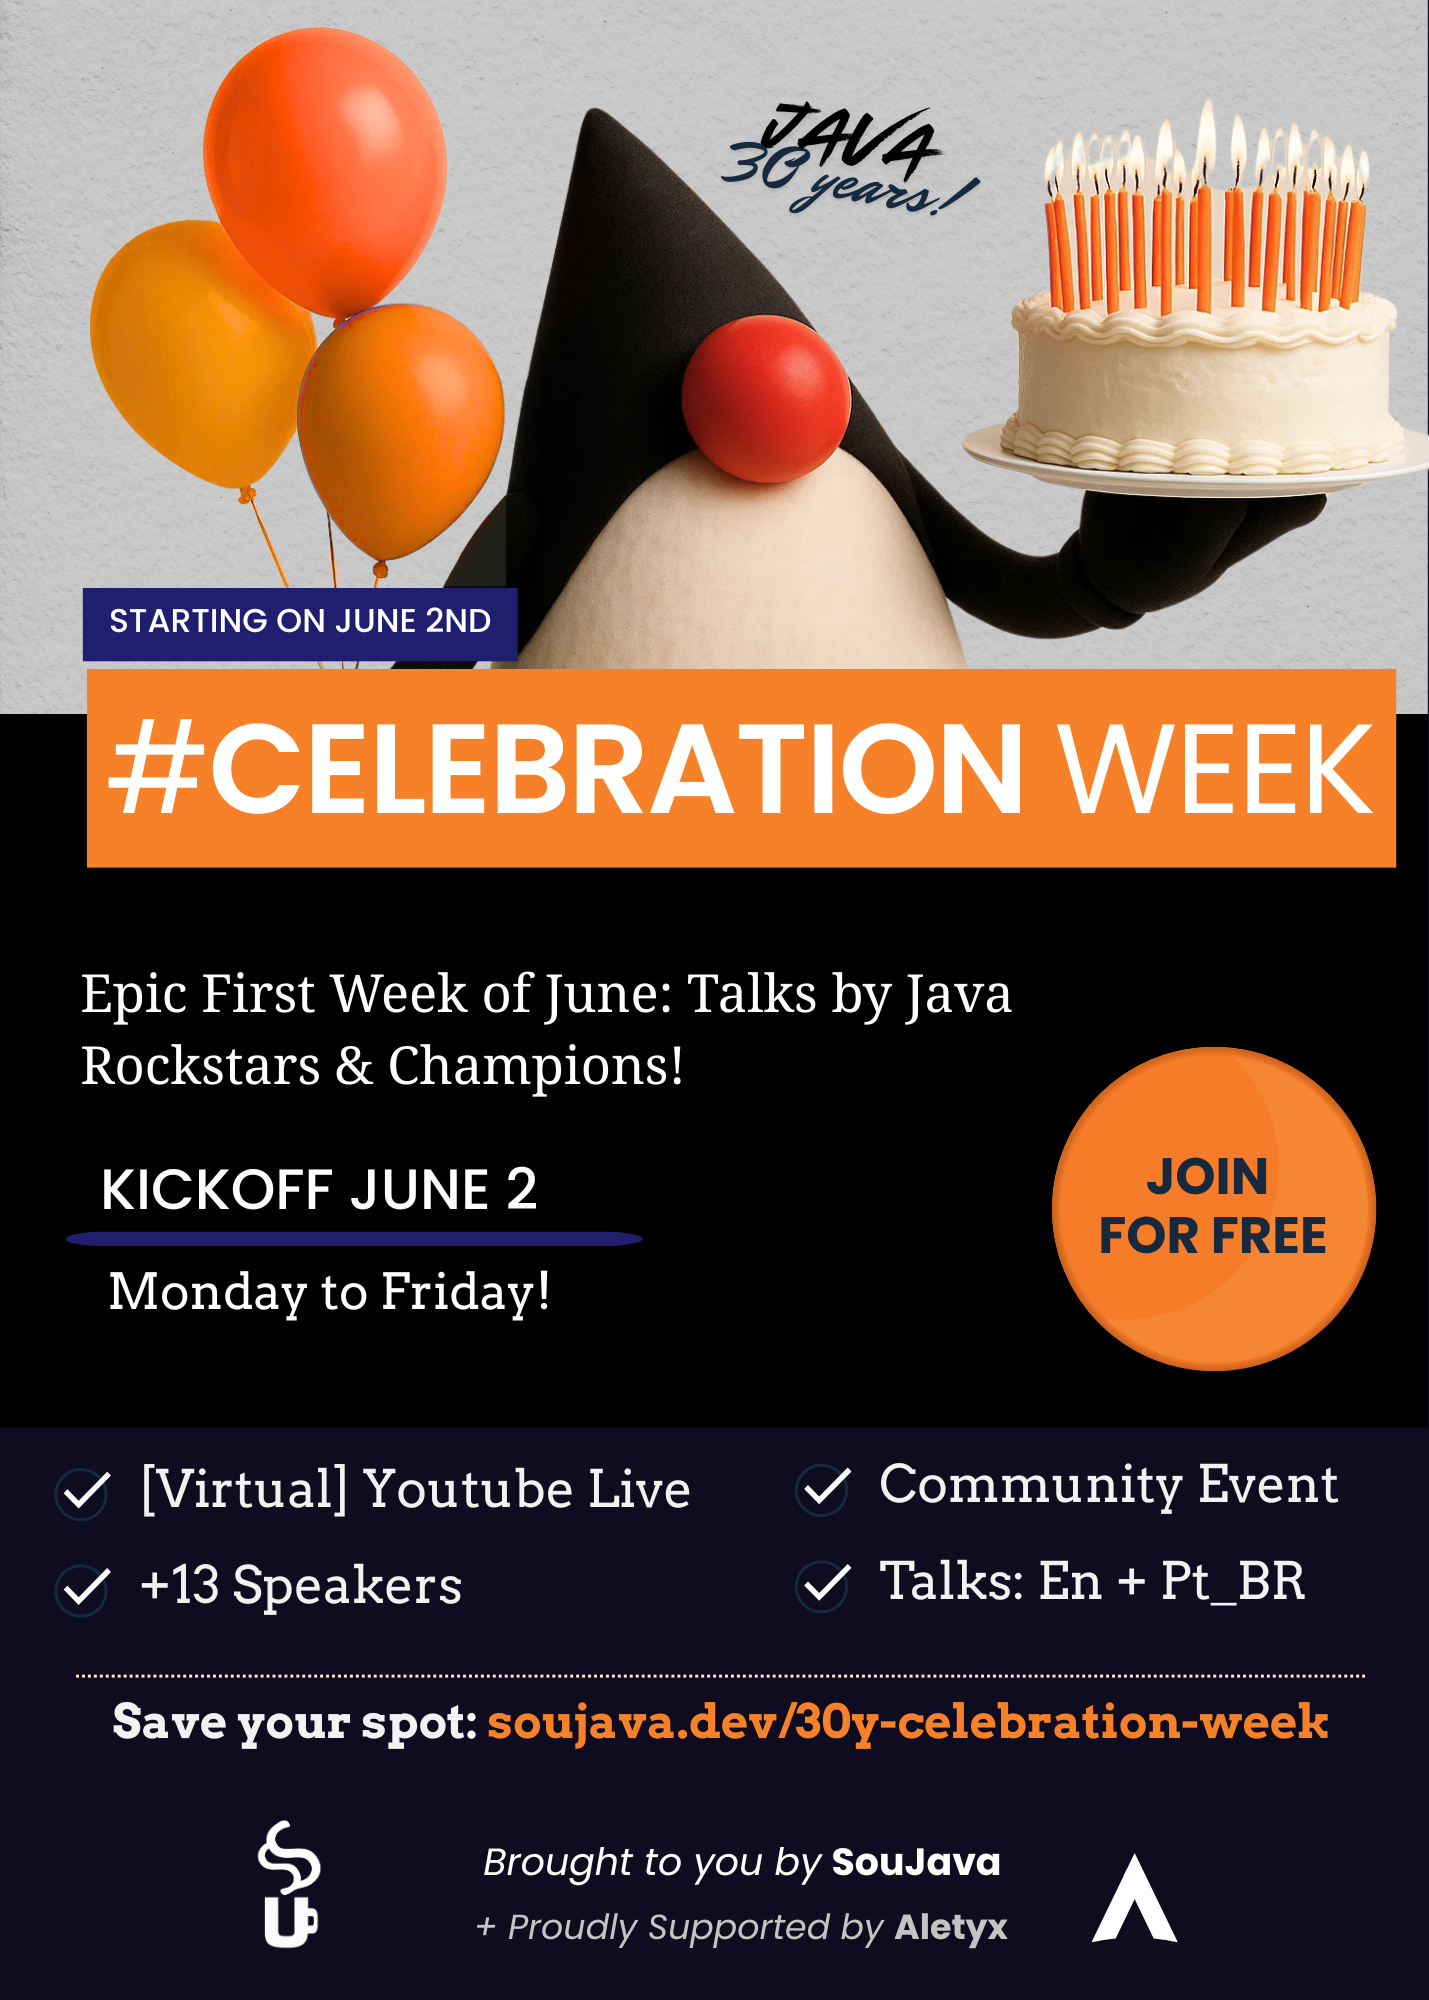 JAVA
30 years!
STARTING ON JUNE 2ND
#CELEBRATION WEEK
Epic First Week of June: Talks by Java
Rockstars & Champions!
KICKOFF JUNE 2
Monday to Friday!
JOIN
FOR FREE
[Virtual] Youtube Live
Community Event
+13 Speakers
Talks: En + Pt_BR
Save your spot: soujava.dev/30y-celebration-week
Brought to you by SouJava
+ Proudly Supported by Aletyx